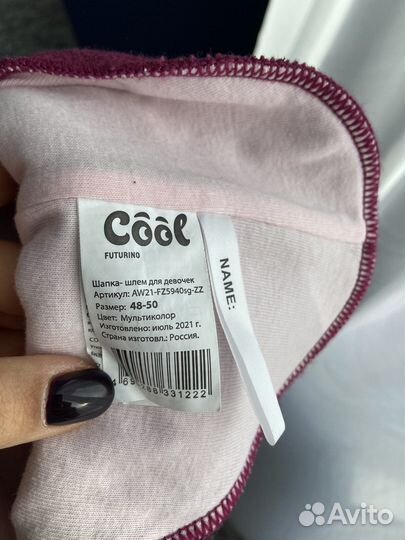 Cool
FUTURINO
Шапка- шлем для девочек
Артикул: AW21-FZ5940sg-ZZ
Размер: 48-50
Цвет: Мультиколор
Изготовлено: июль 2021 г.
Страна изготовл.: Россия.
331222
NAME:
Avito